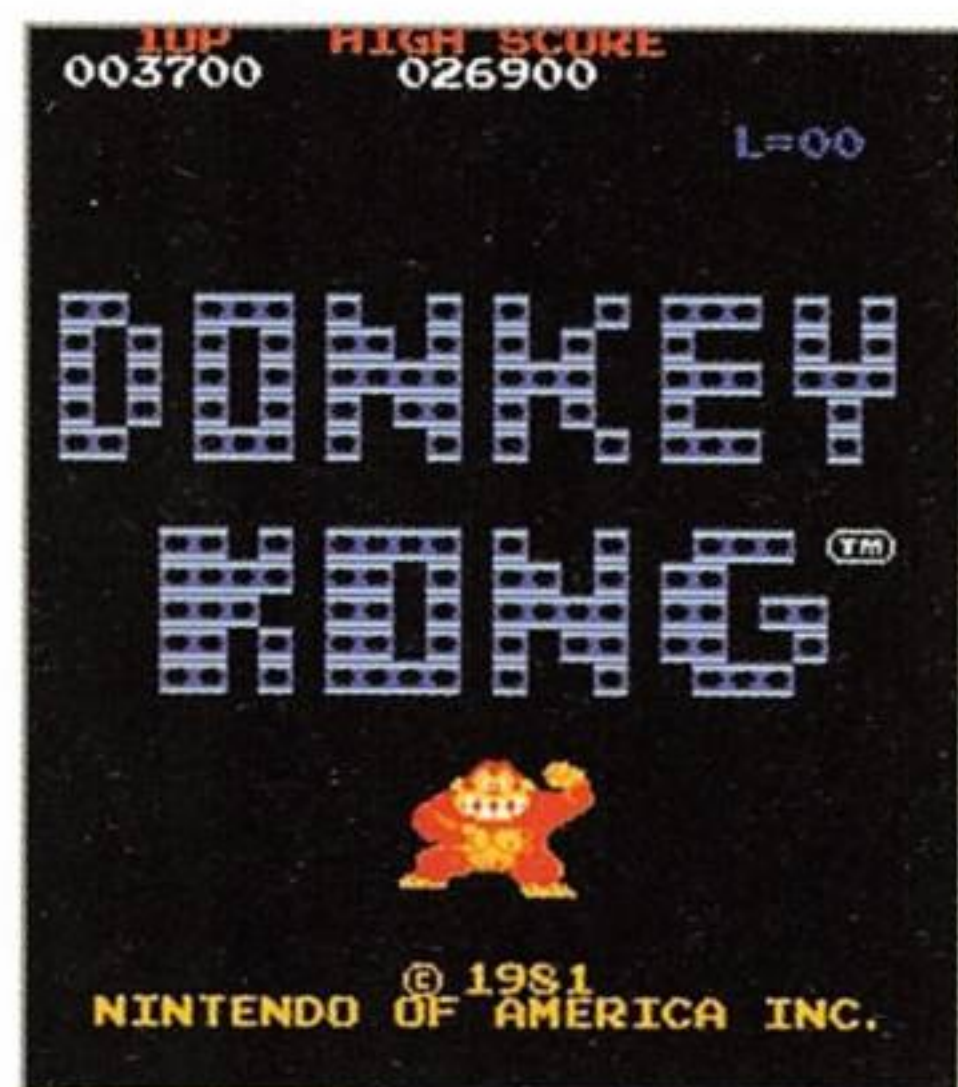 1UP HIGH SCORE
003700 026900
L=00
DONKEY
KONG TM
© 1981
NINTENDO OF AMERICA INC.